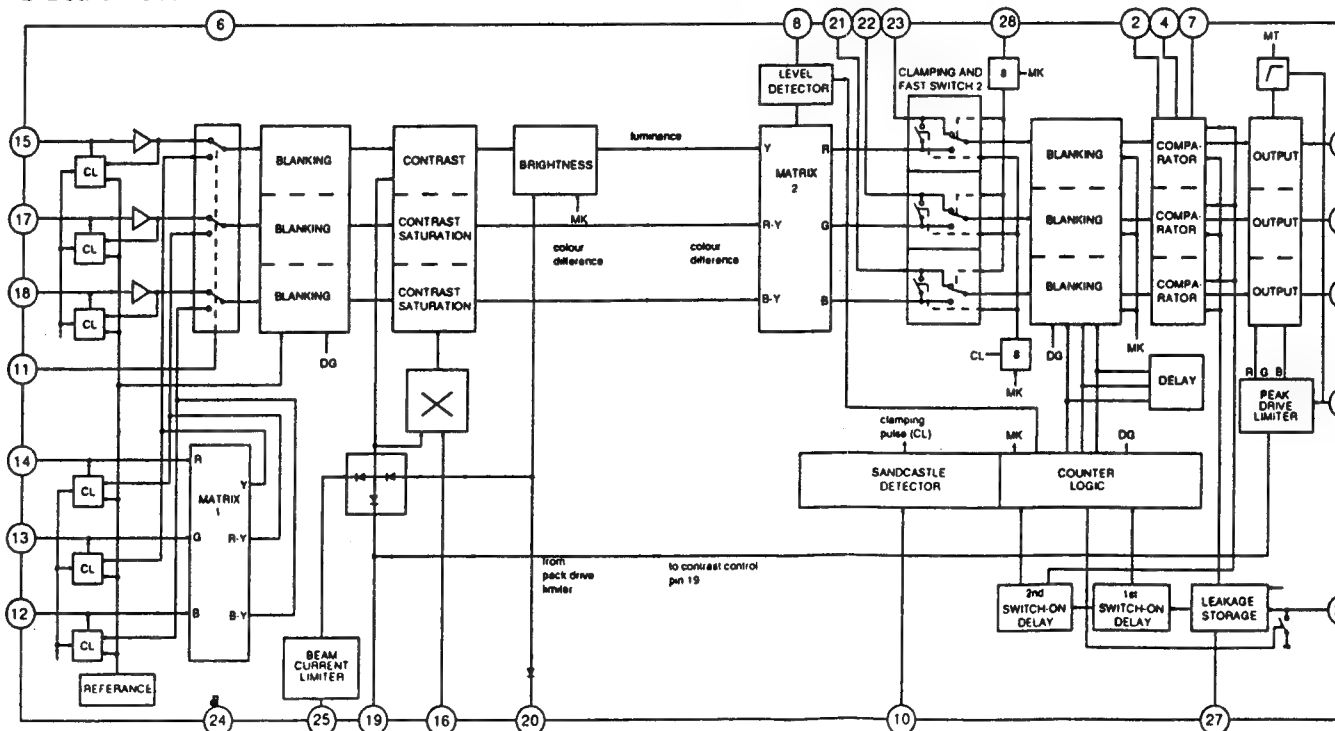 6
8
21
22
23
28
2
4
7
MT
LEVEL
DETECTOR
CLAMPING AND
FAST SWITCH 2
8
MK
15
CL
BLANKING
CONTRAST
BRIGHTNESS
luminance
Y
R
MATRIX
2
BLANKING
COMPA-
RATOR
OUTPUT
17
CL
BLANKING
CONTRAST
SATURATION
MK
colour
difference
colour
difference
R-Y
G
BLANKING
COMPA-
RATOR
OUTPUT
18
CL
BLANKING
CONTRAST
SATURATION
B-Y
B
BLANKING
COMPA-
RATOR
OUTPUT
11
DG
CL
8
MK
DG
MK
DELAY
R G B
PEAK
DRIVE
LIMITER
clamping
pulse (CL)
MK
DG
14
CL
R
MATRIX
Y
SANDCASTLE
DETECTOR
COUNTER
LOGIC
13
CL
G
R-Y
from
pack drive
limiter
to contrast control
pin 19
12
CL
B
B-Y
2nd
SWITCH-ON
DELAY
1st
SWITCH-ON
DELAY
LEAKAGE
STORAGE
REFERANCE
BEAM
CURRENT
LIMITER
24
25
19
16
20
10
27